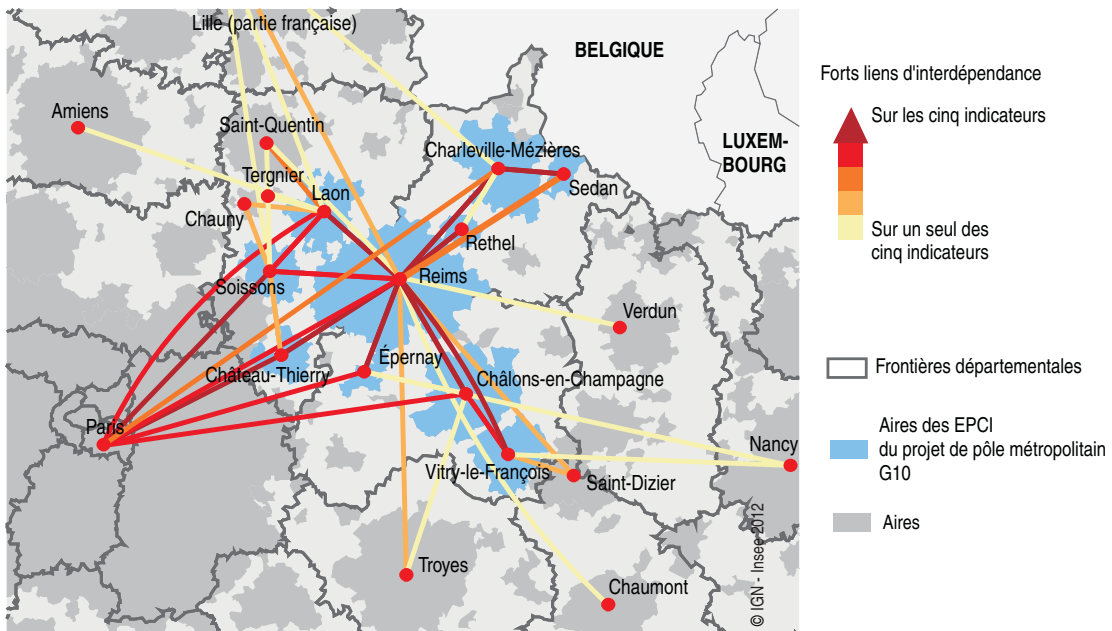 Lille (partie française)
BELGIQUE
Amiens
Saint-Quentin
Charleville-Mézières
LUXEM-
BOURG
Tergnier
Laon
Sedan
Chauny
Rethel
Soissons
Reims
Verdun
Épernay
Château-Thierry
Châlons-en-Champagne
Paris
Nancy
Vitry-le-François
Saint-Dizier
Troyes
Chaumont
© IGN - Insee 2012
Forts liens d'interdépendance
Sur les cinq indicateurs
Sur un seul des
cinq indicateurs
Frontières départementales
Aires des EPCI
du projet de pôle métropolitain
G10
Aires